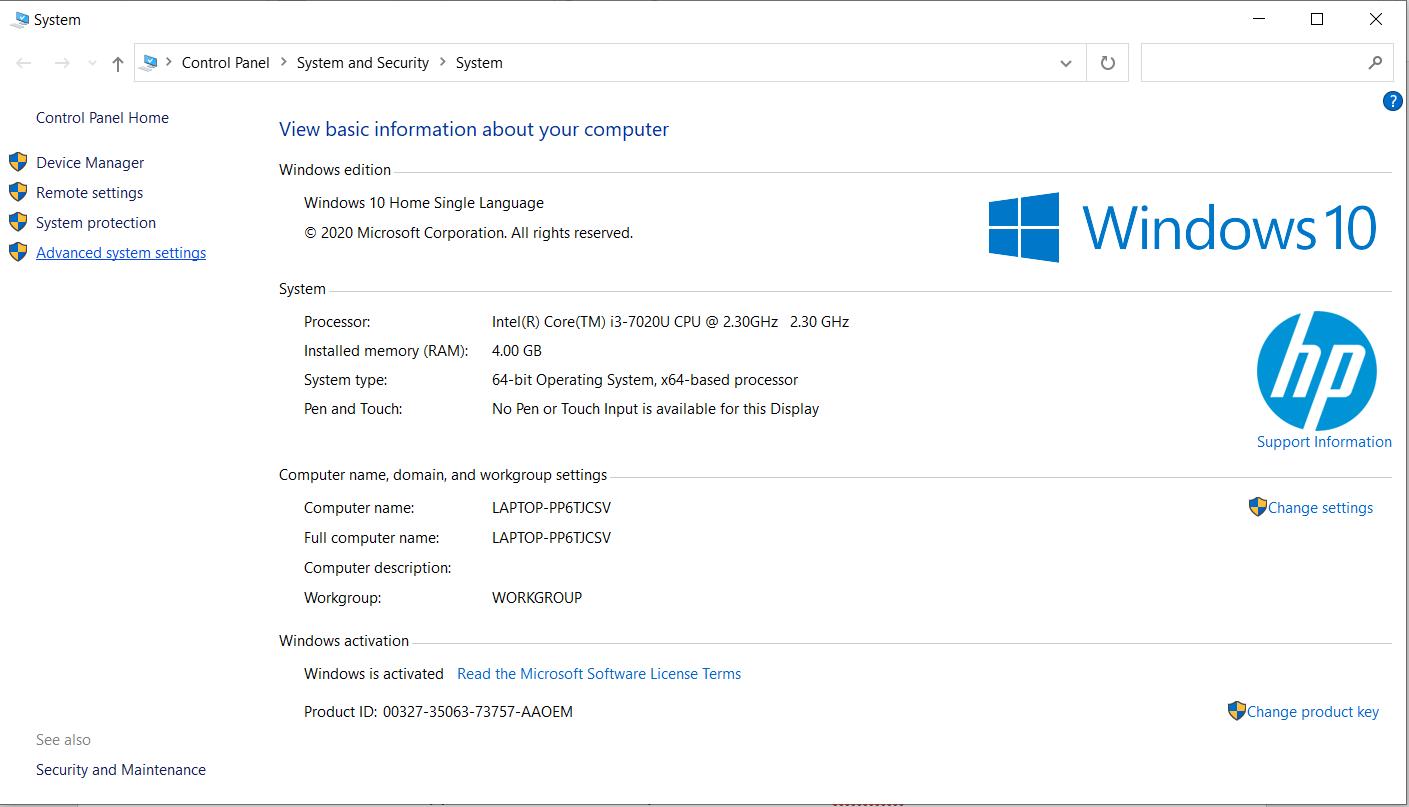 System
Control Panel > System and Security > System
?
Control Panel Home
Device Manager
Remote settings
System protection
Advanced system settings
View basic information about your computer
Windows edition
Windows 10 Home Single Language
© 2020 Microsoft Corporation. All rights reserved.
Windows 10
System
Processor: Intel(R) Core(TM) i3-7020U CPU @ 2.30GHz 2.30 GHz
Installed memory (RAM): 4.00 GB
System type: 64-bit Operating System, x64-based processor
Pen and Touch: No Pen or Touch Input is available for this Display
hp
Support Information
Computer name, domain, and workgroup settings
Computer name: LAPTOP-PP6TJCSV
Change settings
Full computer name: LAPTOP-PP6TJCSV
Computer description:
Workgroup: WORKGROUP
Windows activation
Windows is activated Read the Microsoft Software License Terms
Product ID: 00327-35063-73757-AAOEM
Change product key
See also
Security and Maintenance